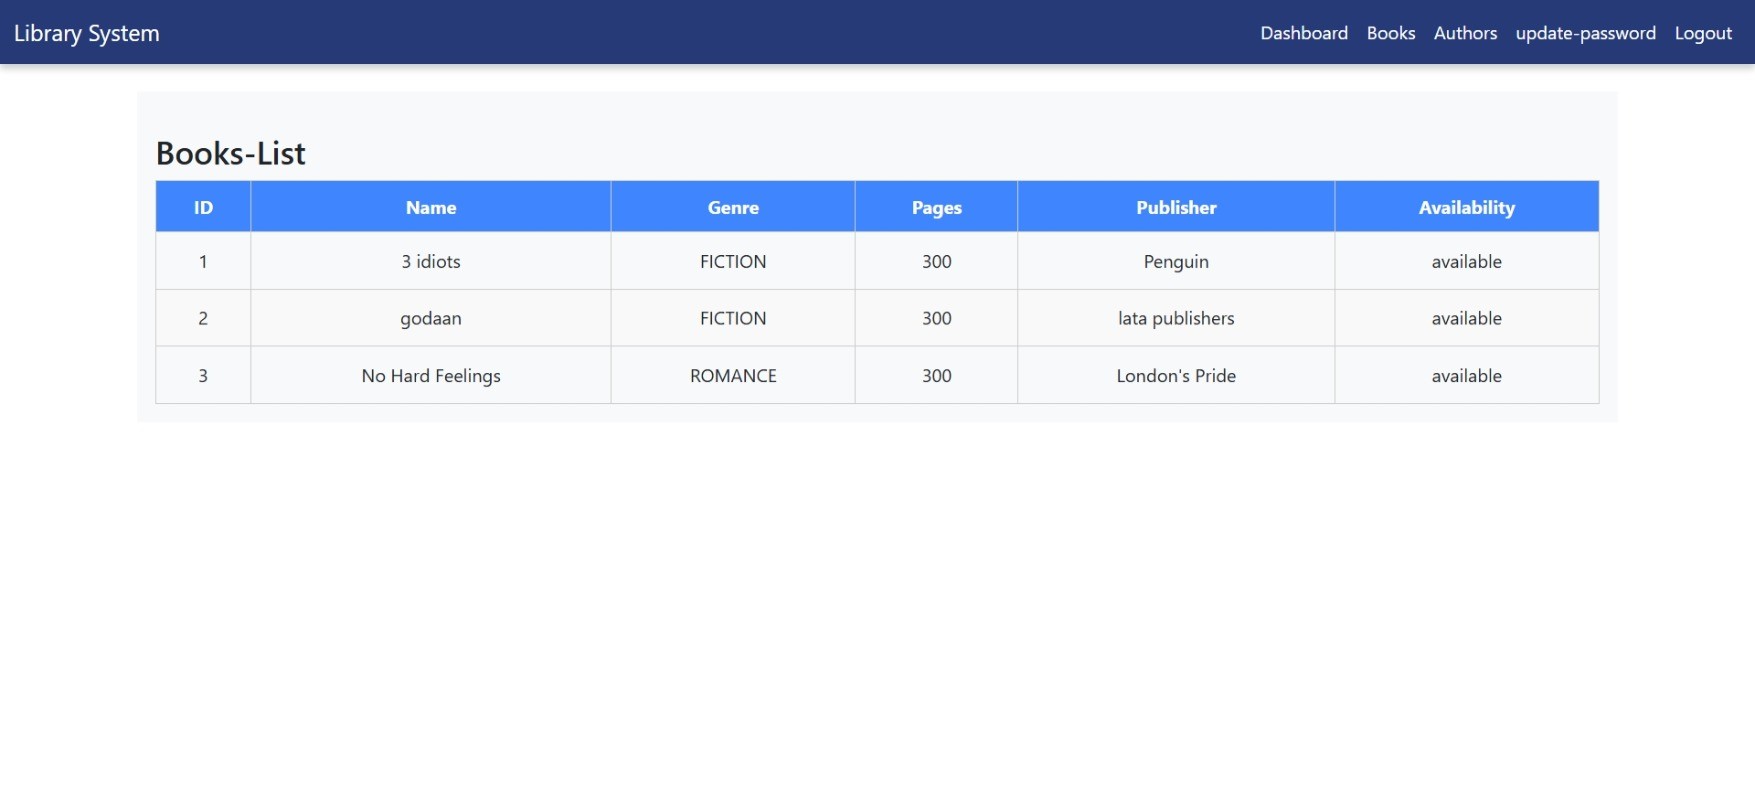 Library System Dashboard Books Authors update-password Logout
Books-List
ID Name Genre Pages Publisher Availability
1 3 idiots FICTION 300 Penguin available
2 godaan FICTION 300 lata publishers available
3 No Hard Feelings ROMANCE 300 London's Pride available